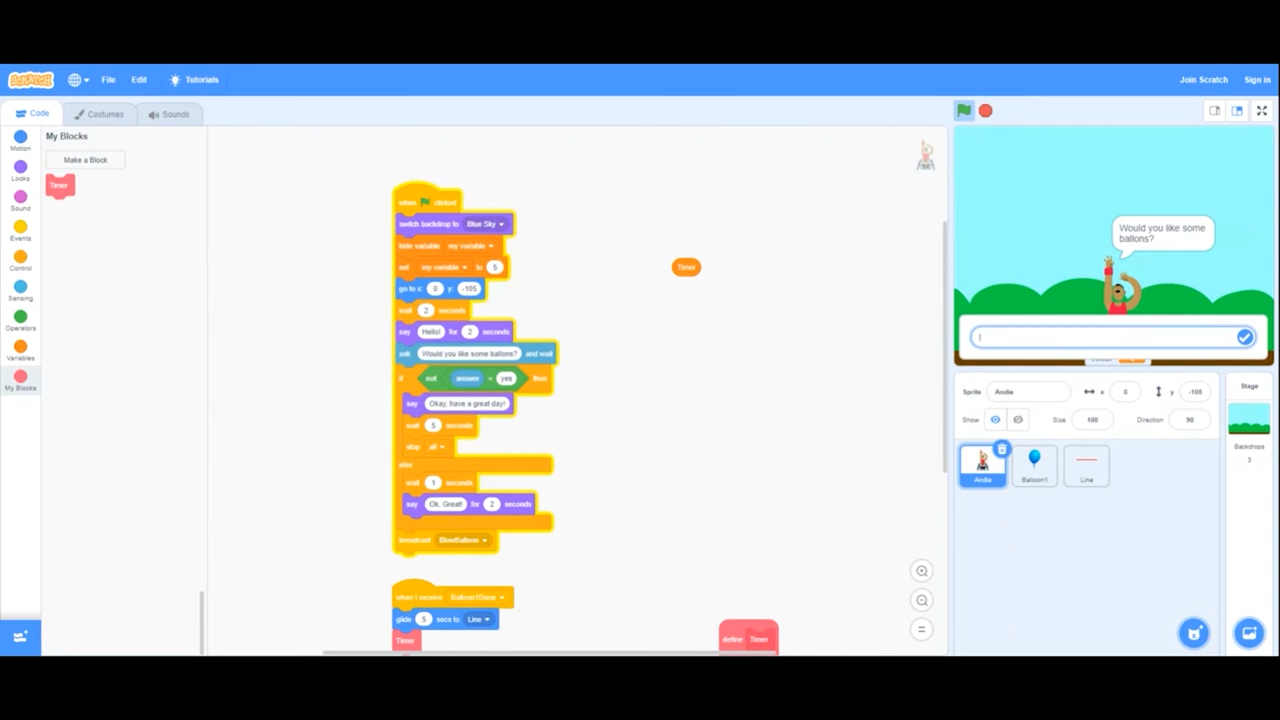 SCRATCH
File
Edit
Tutorials
Join Scratch
Sign in
Code
Costumes
Sounds
My Blocks
Make a Block
Timer
Motion
Looks
Sound
Events
Control
Sensing
Operators
Variables
My Blocks
when clicked
switch backdrop to Blue Sky
hide variable my variable
set my variable to 5
go to x: 0 y: -105
wait 2 seconds
say Hello! for 2 seconds
ask Would you like some ballons? and wait
if not answer = yes then
say Okay, have a great day!
wait 5 seconds
stop all
else
wait 1 seconds
say Ok, Great! for 2 seconds
broadcast BlowBalloon
when I receive Balloon1Done
glide 5 secs to Line
Timer
Timer
define Timer
Would you like some
ballons?
Sprite Andie x 0 y -105
Show Size 100 Direction 90
Andie
Balloon1
Line
Stage
Backdrops
3